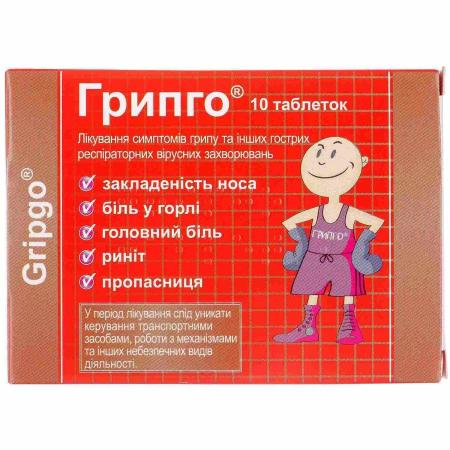 Грипго® 10 таблеток
Лікування симптомів грипу та інших гострих
респіраторних вірусних захворювань
закладеність носа
біль у горлі
головний біль
риніт
пропасниця
У період лікування слід уникати
керування транспортними
засобами, роботи з механізмами
та інших небезпечних видів
діяльності.
Gripgo®
ГРИПГО®